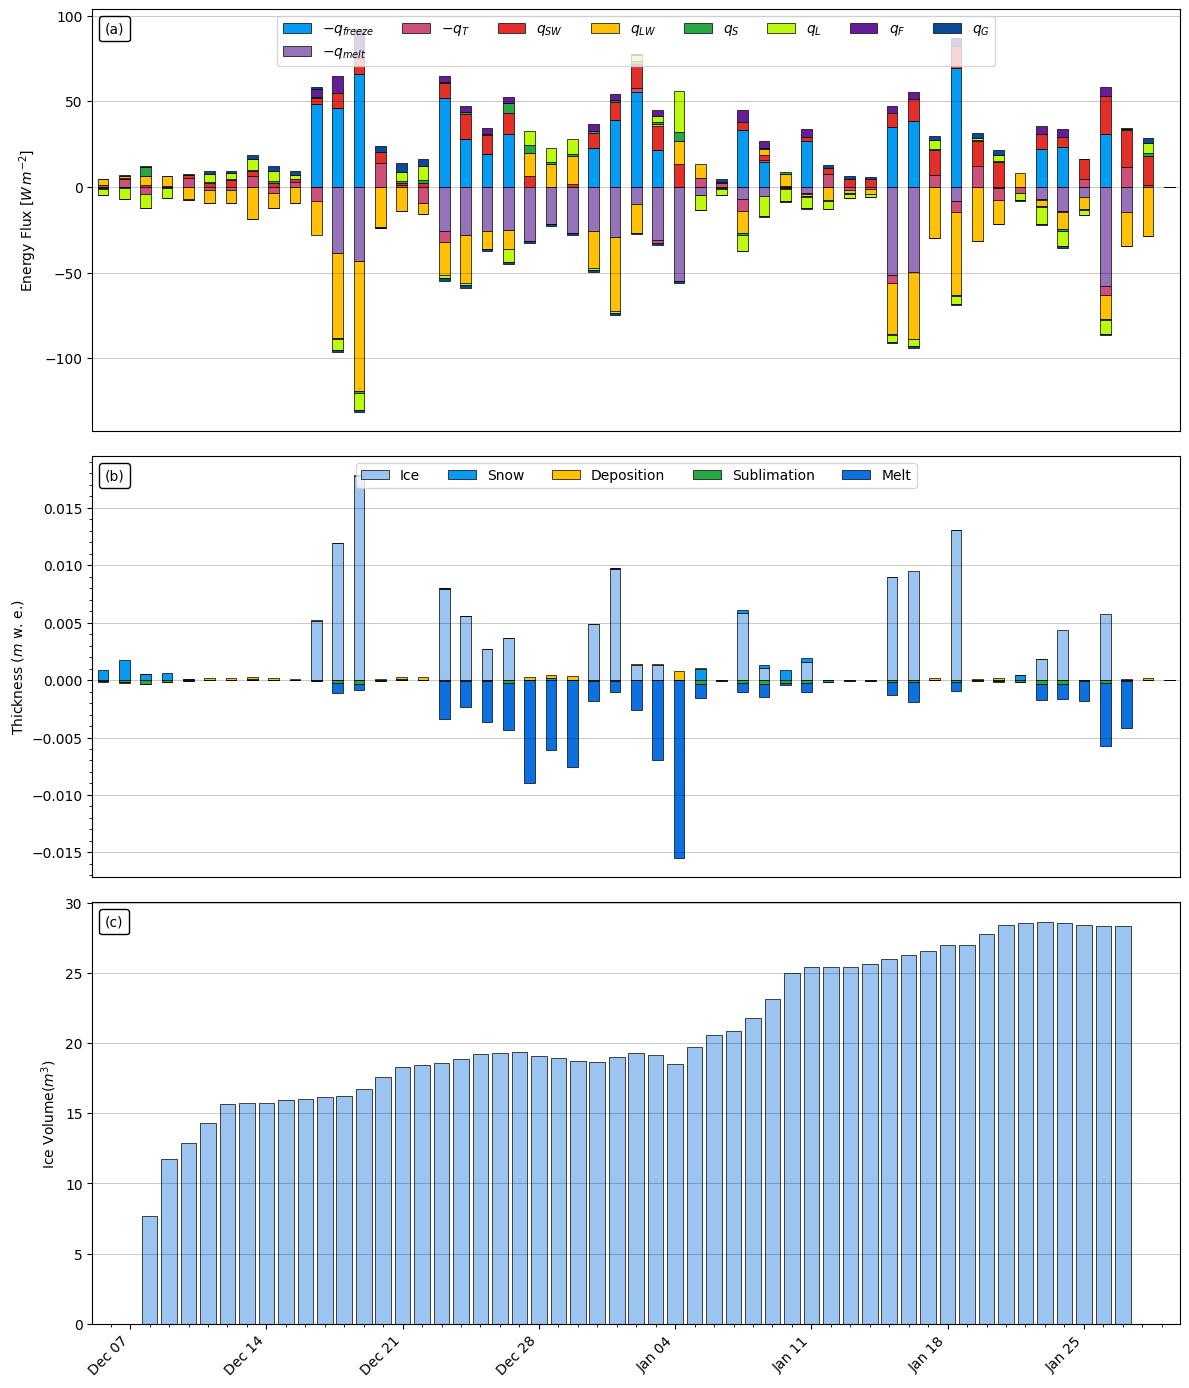 (a)
−q_freeze −q_T q_SW q_LW q_S q_L q_F q_G
−q_melt
100
50
0
−50
−100
Energy Flux [W m⁻²]
(b)
Ice Snow Deposition Sublimation Melt
0.015
0.010
0.005
0.000
−0.005
−0.010
−0.015
Thickness (m w. e.)
(c)
30
25
20
15
10
5
0
Ice Volume(m³)
Dec 07 Dec 14 Dec 21 Dec 28 Jan 04 Jan 11 Jan 18 Jan 25